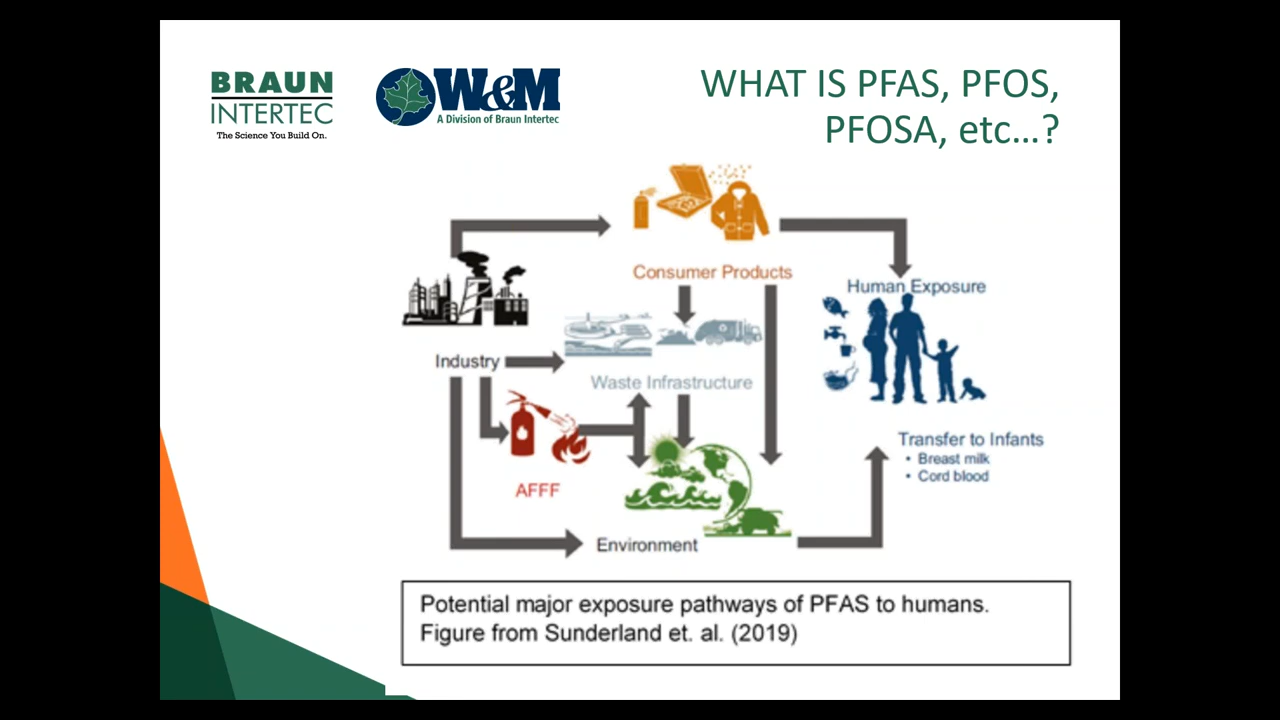 BRAUN
INTERTEC
The Science You Build On.
W&M
A Division of Braun Intertec
WHAT IS PFAS, PFOS,
PFOSA, etc…?
Consumer Products
Human Exposure
Industry
Waste Infrastructure
AFFF
Transfer to Infants
• Breast milk
• Cord blood
Environment
Potential major exposure pathways of PFAS to humans.
Figure from Sunderland et. al. (2019)